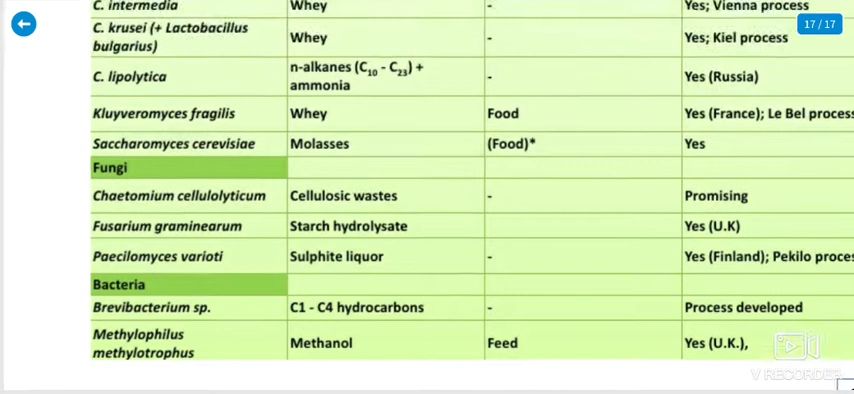 C. intermedia Whey - Yes; Vienna process
17 / 17
C. krusei (+ Lactobacillus
bulgarius) Whey - Yes; Kiel process
C. lipolytica n-alkanes (C10 - C23) +
ammonia - Yes (Russia)
Kluyveromyces fragilis Whey Food Yes (France); Le Bel process
Saccharomyces cerevisiae Molasses (Food)* Yes
Fungi
Chaetomium cellulolyticum Cellulosic wastes - Promising
Fusarium graminearum Starch hydrolysate Yes (U.K)
Paecilomyces varioti Sulphite liquor - Yes (Finland); Pekilo proces
Bacteria
Brevibacterium sp. C1 - C4 hydrocarbons - Process developed
Methylophilus
methylotrophus Methanol Feed Yes (U.K.),
V RECORDER